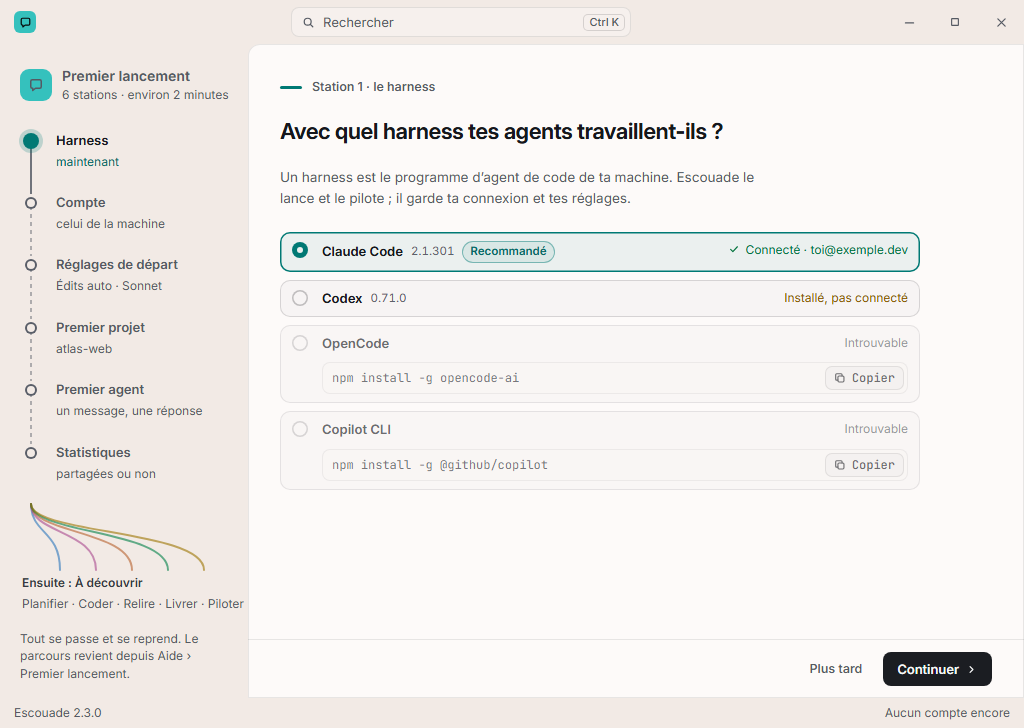 Rechercher
Ctrl K
Premier lancement
6 stations · environ 2 minutes
Harness
maintenant
Compte
celui de la machine
Réglages de départ
Édits auto · Sonnet
Premier projet
atlas-web
Premier agent
un message, une réponse
Statistiques
partagées ou non
Ensuite : À découvrir
Planifier · Coder · Relire · Livrer · Piloter
Tout se passe et se reprend. Le
parcours revient depuis Aide ›
Premier lancement.
Station 1 · le harness
Avec quel harness tes agents travaillent-ils ?
Un harness est le programme d’agent de code de ta machine. Escouade le
lance et le pilote ; il garde ta connexion et tes réglages.
Claude Code 2.1.301 Recommandé
Connecté · toi@exemple.dev
Codex 0.71.0
Installé, pas connecté
OpenCode
Introuvable
npm install -g opencode-ai
Copier
Copilot CLI
Introuvable
npm install -g @github/copilot
Copier
Plus tard
Continuer
Escouade 2.3.0
Aucun compte encore